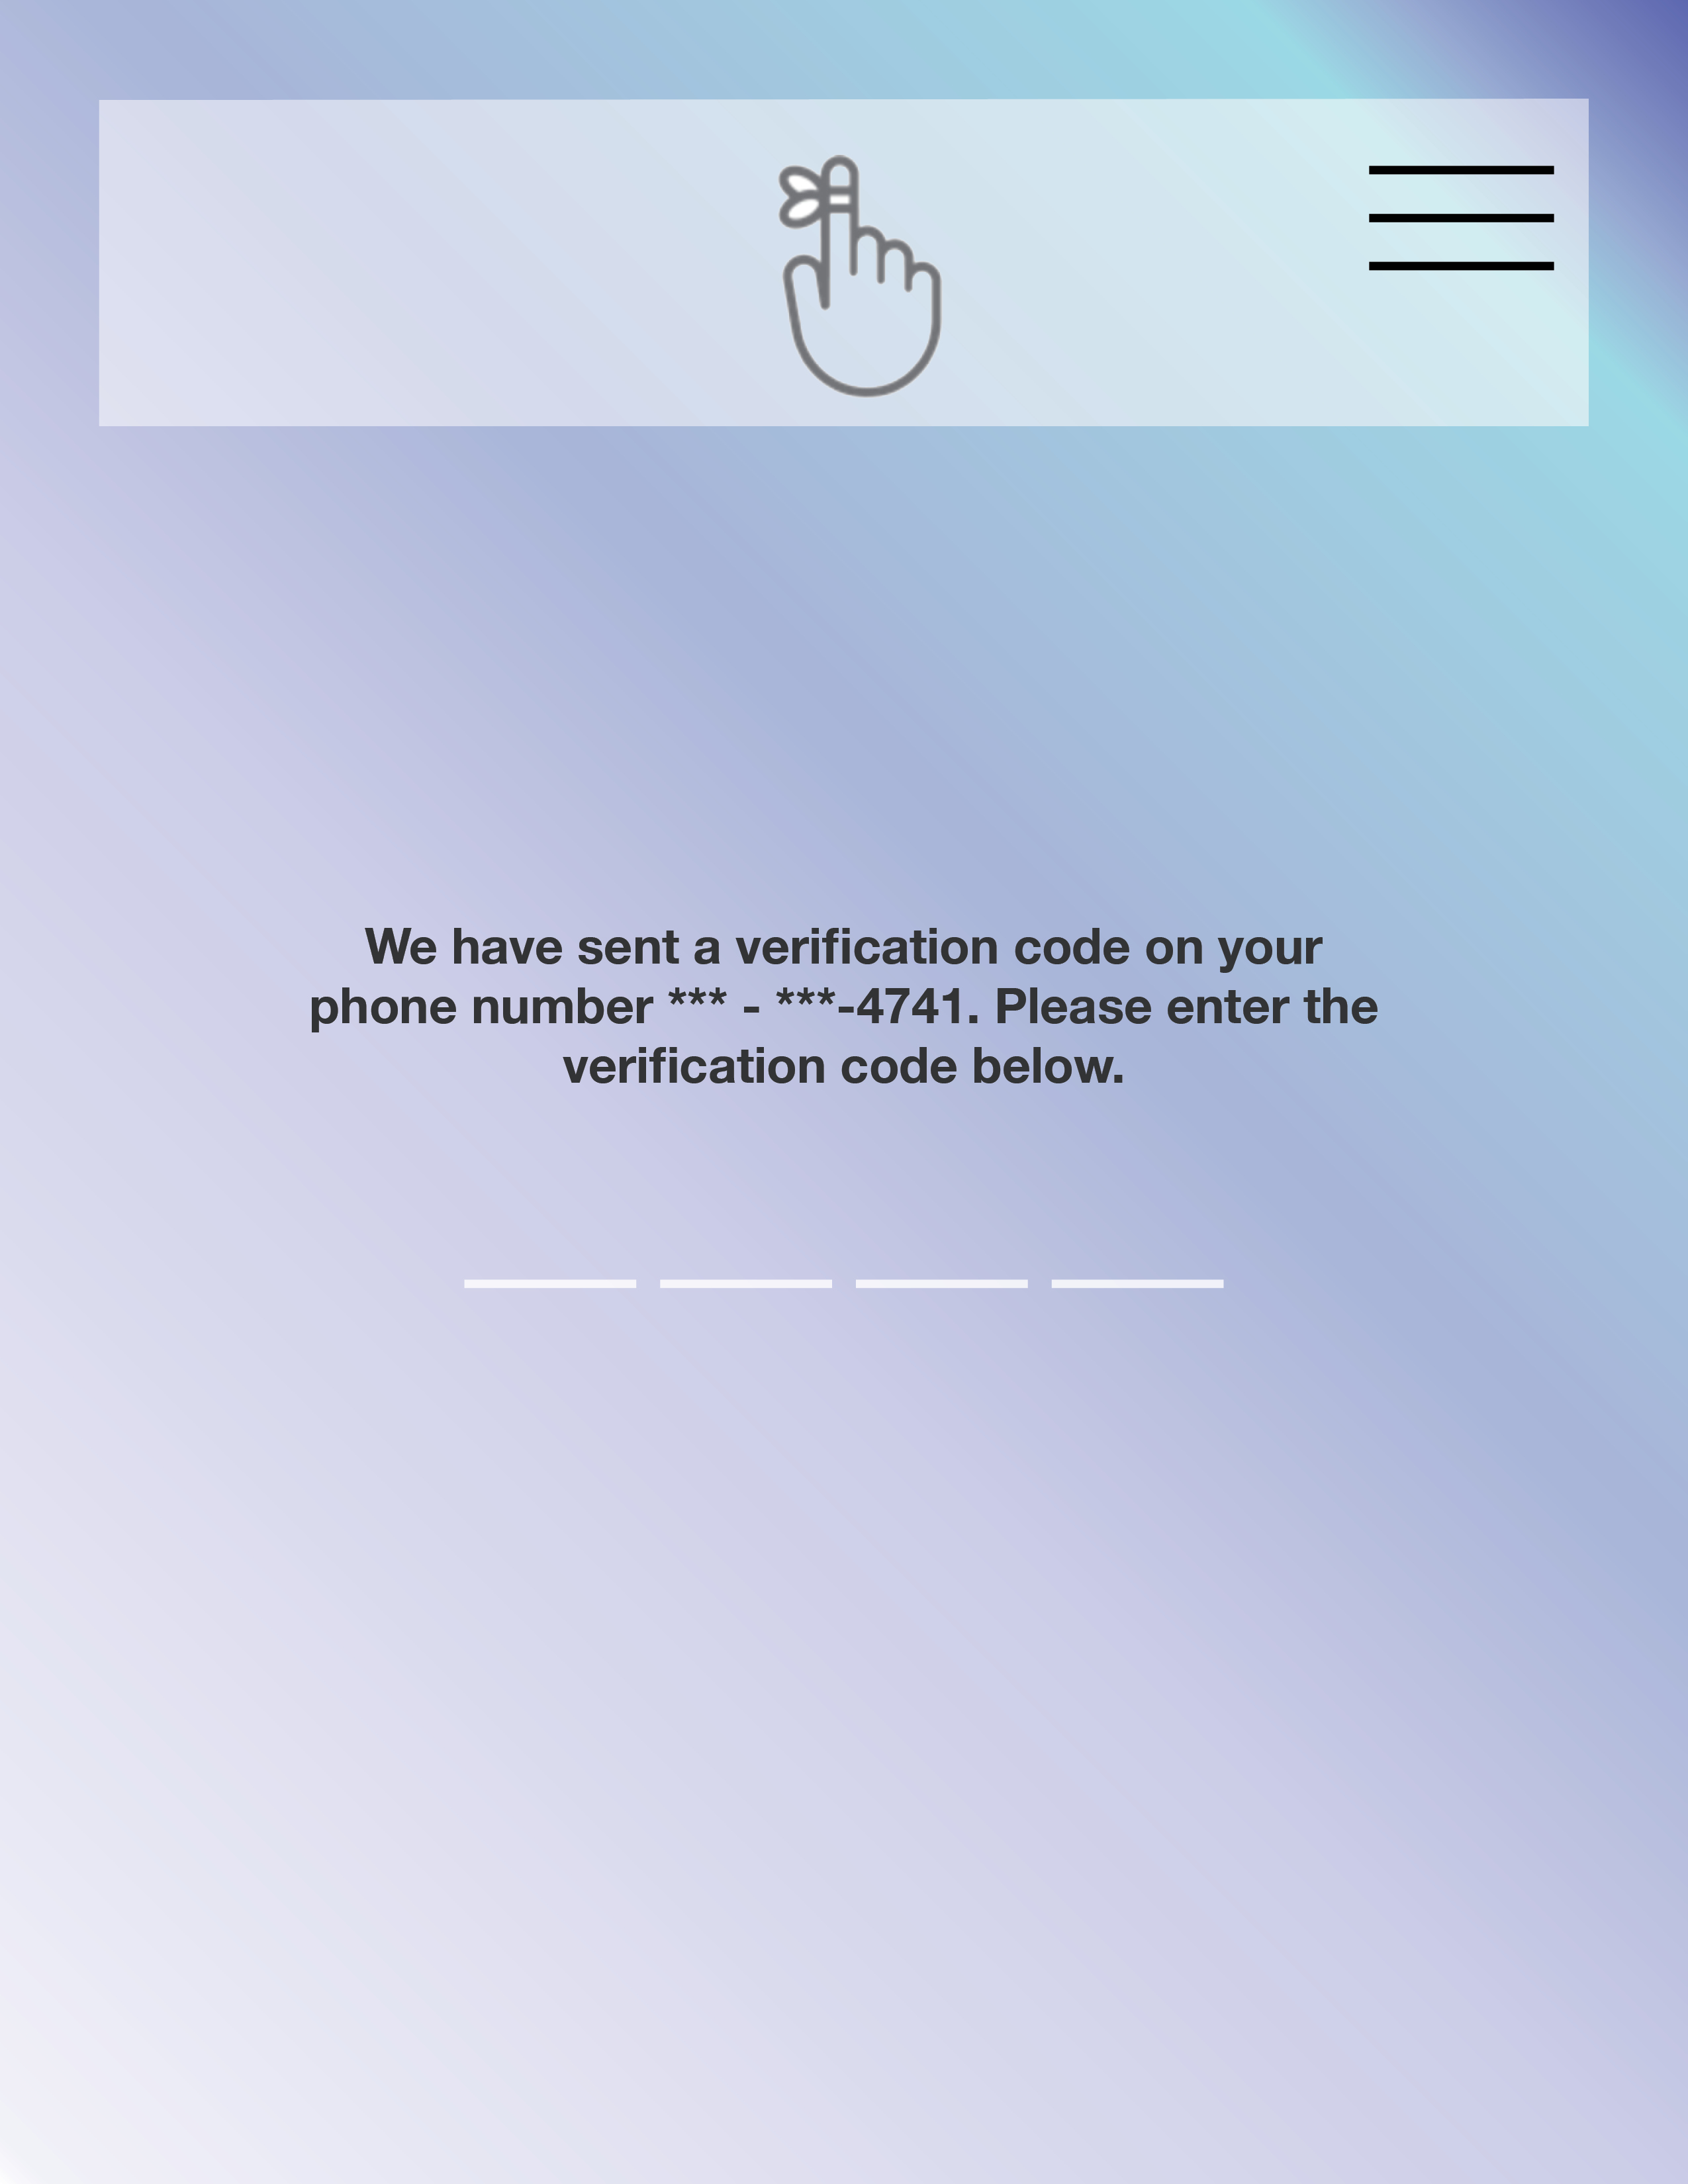 We have sent a verification code on your
phone number *** - ***-4741. Please enter the
verification code below.